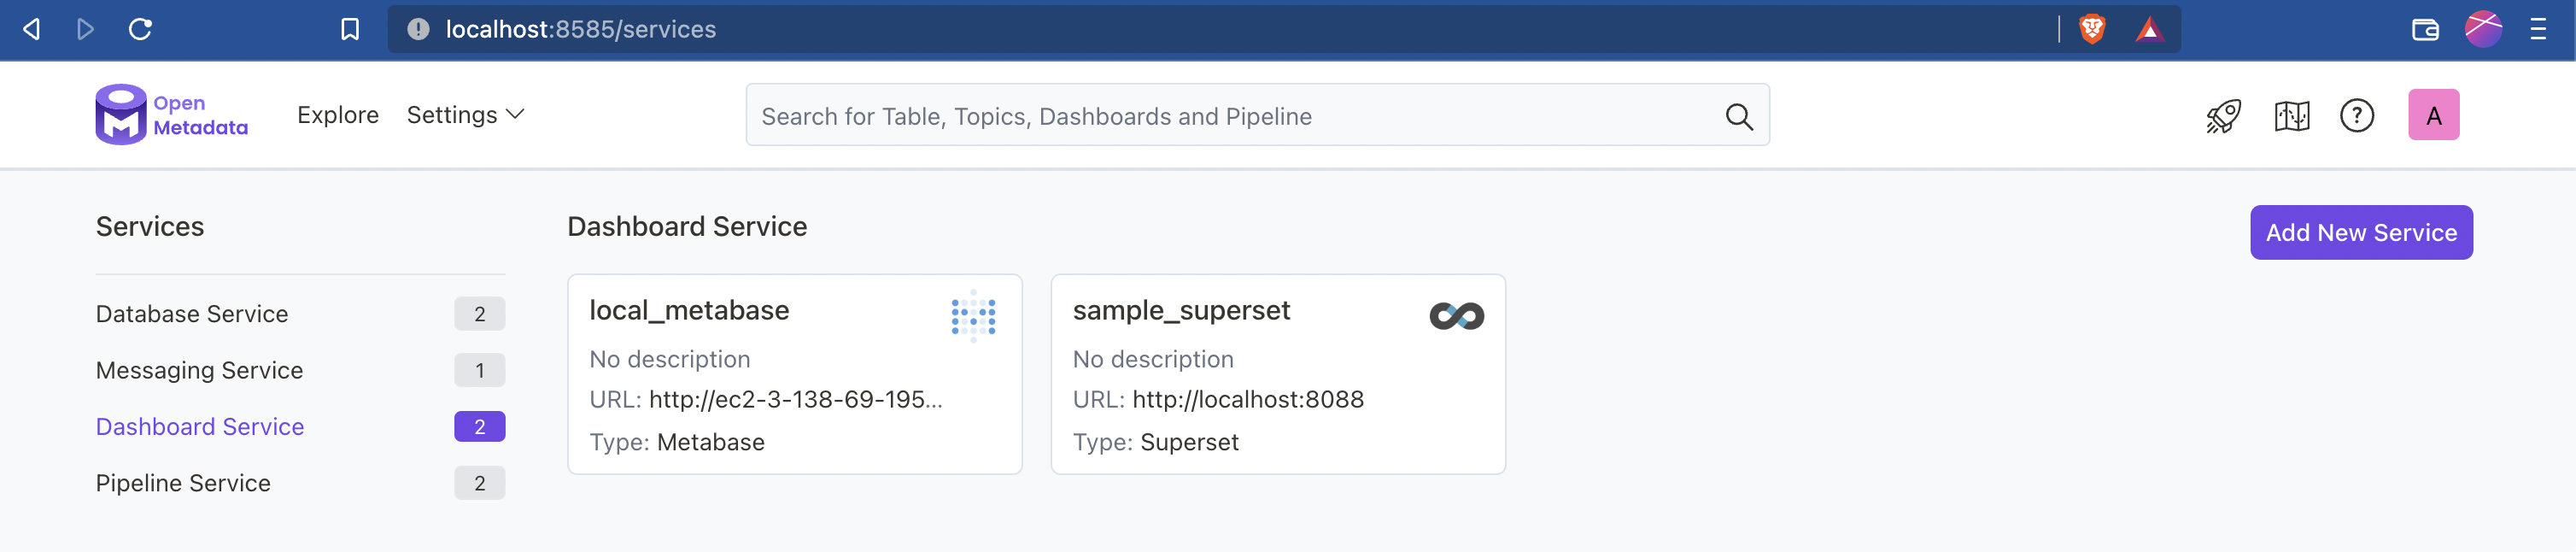 localhost:8585/services
Open
Metadata
Explore Settings
Search for Table, Topics, Dashboards and Pipeline
?
A
Services
Database Service 2
Messaging Service 1
Dashboard Service 2
Pipeline Service 2
Dashboard Service
Add New Service
local_metabase
No description
URL: http://ec2-3-138-69-195...
Type: Metabase
sample_superset
No description
URL: http://localhost:8088
Type: Superset